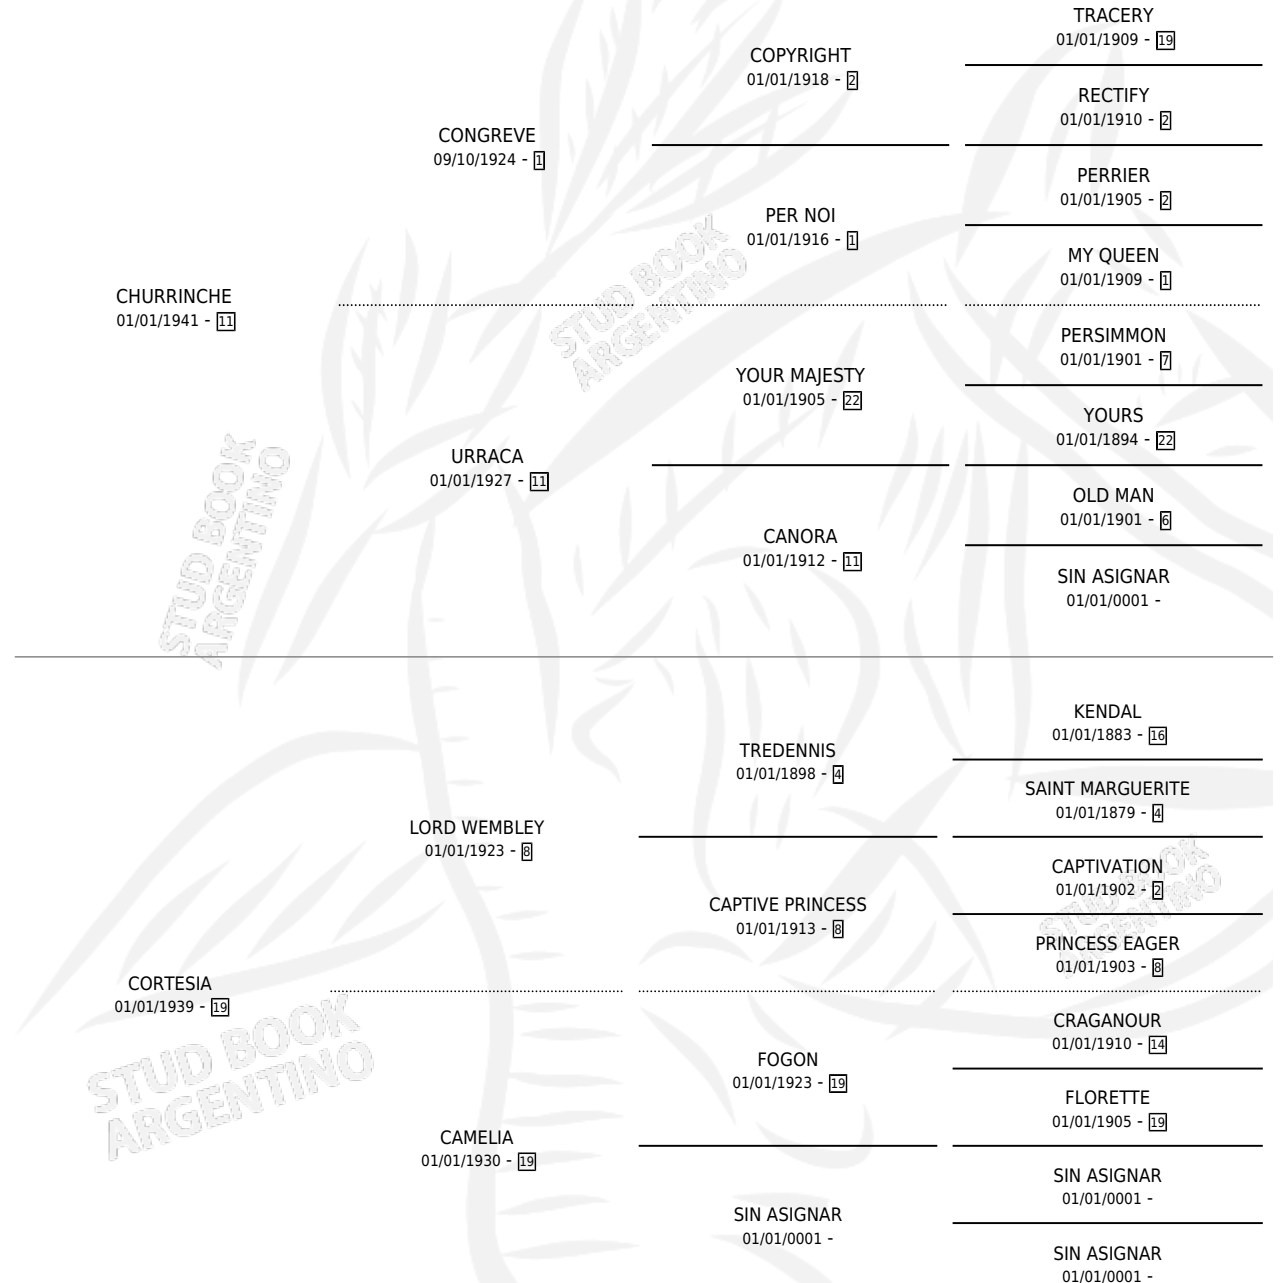 TRACERY
01/01/1909 - 19
COPYRIGHT
01/01/1918 - 2
RECTIFY
01/01/1910 - 2
CONGREVE
09/10/1924 - 1
PERRIER
01/01/1905 - 2
PER NOI
01/01/1916 - 1
MY QUEEN
01/01/1909 - 1
CHURRINCHE
01/01/1941 - 11
STUD BOOK
ARGENTINO
PERSIMMON
01/01/1901 - 7
YOUR MAJESTY
01/01/1905 - 22
YOURS
01/01/1894 - 22
URRACA
01/01/1927 - 11
OLD MAN
01/01/1901 - 6
CANORA
01/01/1912 - 11
SIN ASIGNAR
01/01/0001 -
STUD BOOK
ARGENTINO
KENDAL
01/01/1883 - 16
TREDENNIS
01/01/1898 - 4
SAINT MARGUERITE
01/01/1879 - 4
LORD WEMBLEY
01/01/1923 - 8
CAPTIVATION
01/01/1902 - 2
CAPTIVE PRINCESS
01/01/1913 - 8
PRINCESS EAGER
01/01/1903 - 8
STUD BOOK
ARGENTINO
CORTESIA
01/01/1939 - 19
CRAGANOUR
01/01/1910 - 14
FOGON
01/01/1923 - 19
FLORETTE
01/01/1905 - 19
STUD BOOK
ARGENTINO
CAMELIA
01/01/1930 - 19
SIN ASIGNAR
01/01/0001 -
SIN ASIGNAR
01/01/0001 -
SIN ASIGNAR
01/01/0001 -